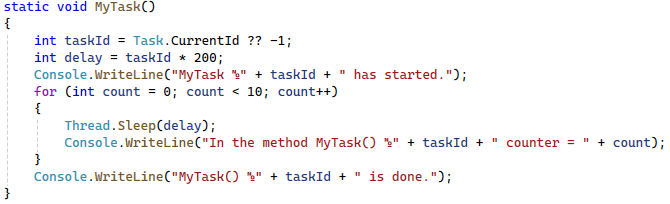 static void MyTask()
{
    int taskId = Task.CurrentId ?? -1;
    int delay = taskId * 200;
    Console.WriteLine("MyTask №" + taskId + " has started.");
    for (int count = 0; count < 10; count++)
    {
        Thread.Sleep(delay);
        Console.WriteLine("In the method MyTask() №" + taskId + " counter = " + count);
    }
    Console.WriteLine("MyTask() №" + taskId + " is done.");
}